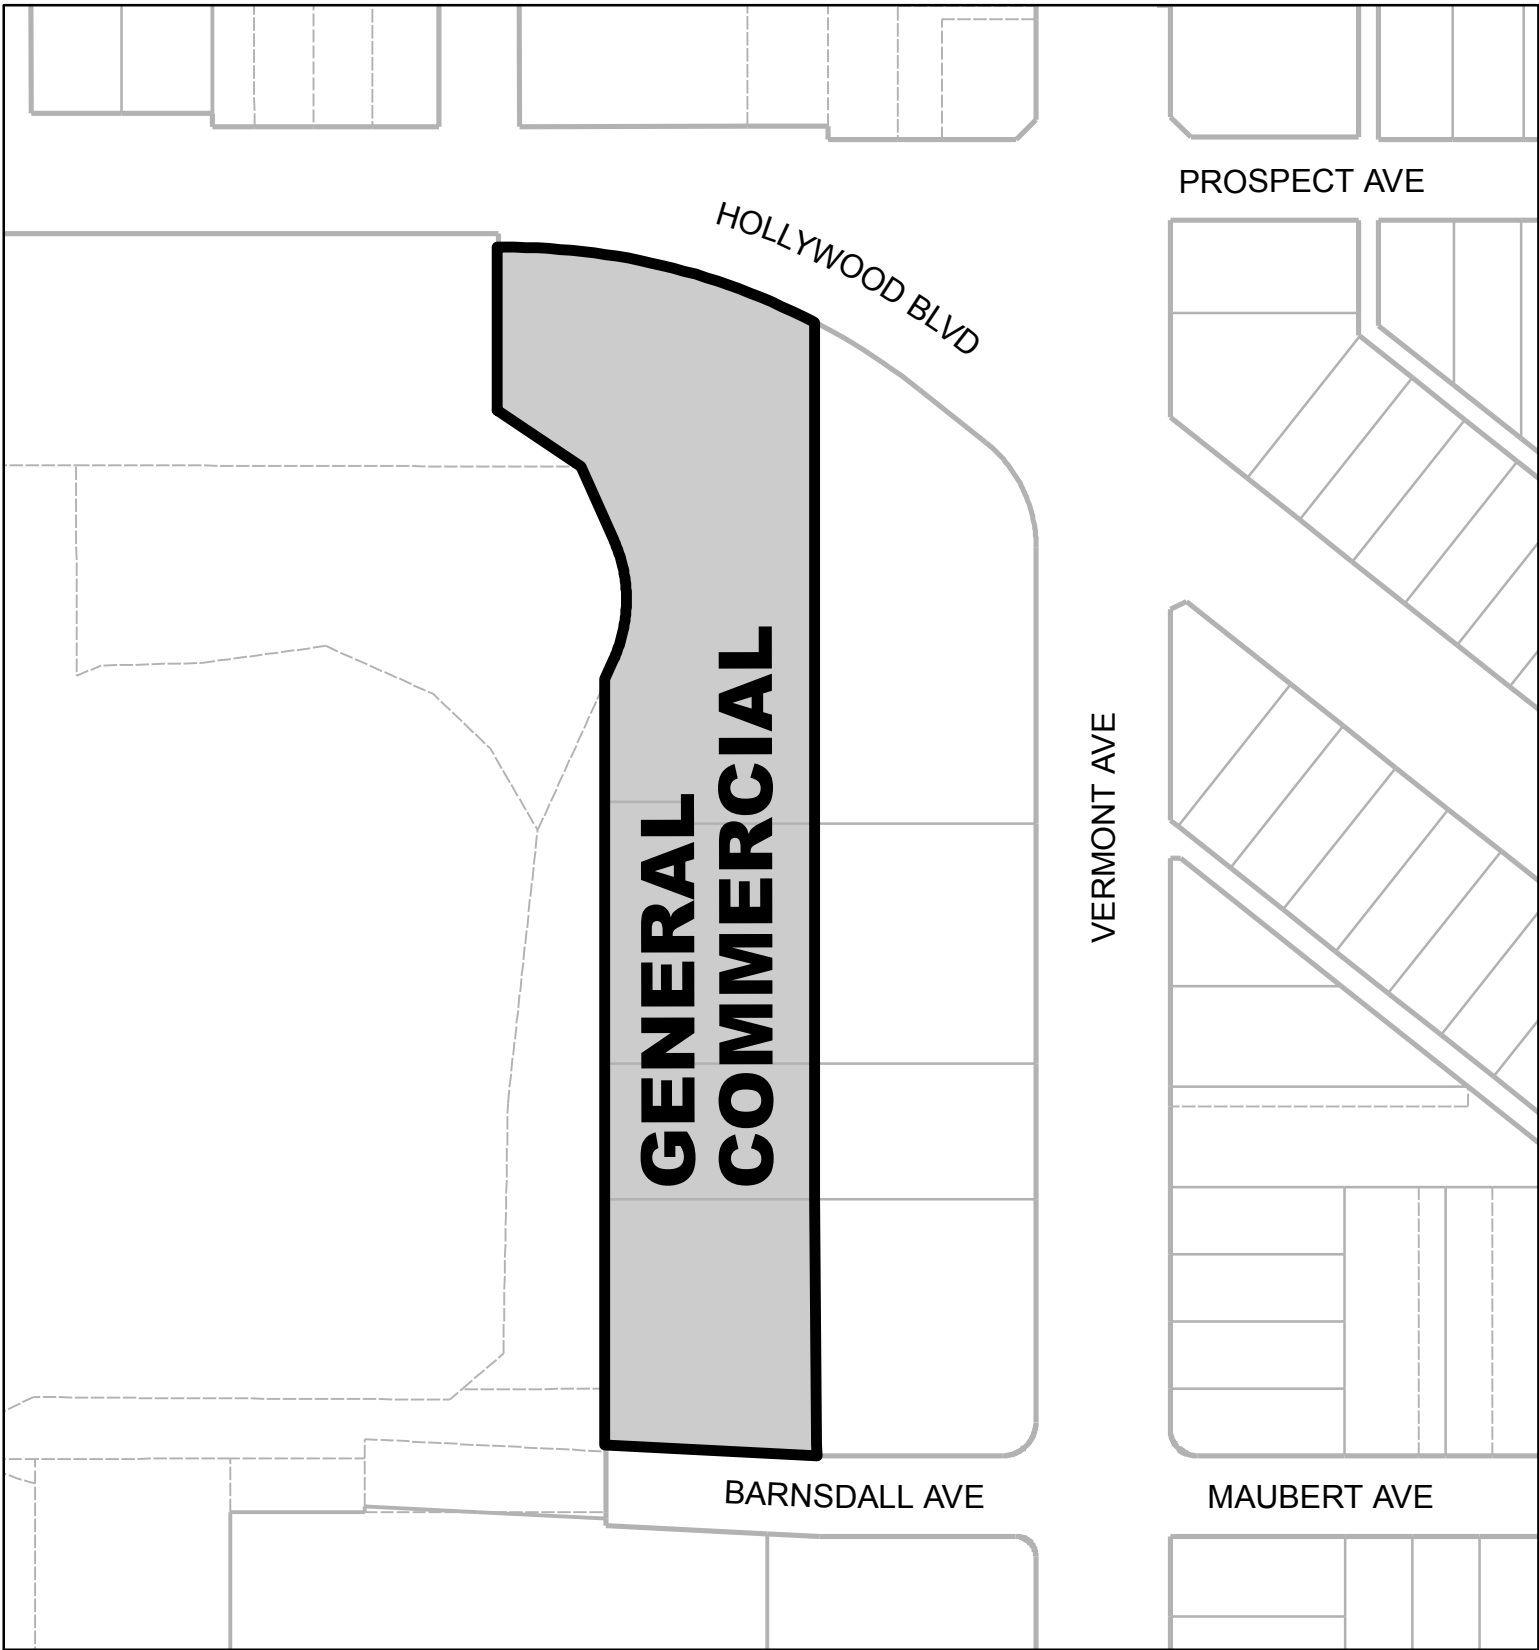 PROSPECT AVE
HOLLYWOOD BLVD
VERMONT AVE
GENERAL
COMMERCIAL
BARNSDALL AVE
MAUBERT AVE